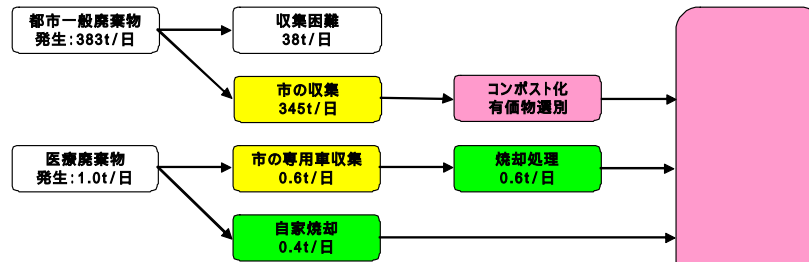 都市一般廃棄物
発生:383t/日
収集困難
38t/日
市の収集
345t/日
コンポスト化
有価物選別
医療廃棄物
発生:1.0t/日
市の専用車収集
0.6t/日
焼却処理
0.6t/日
自家焼却
0.4t/日